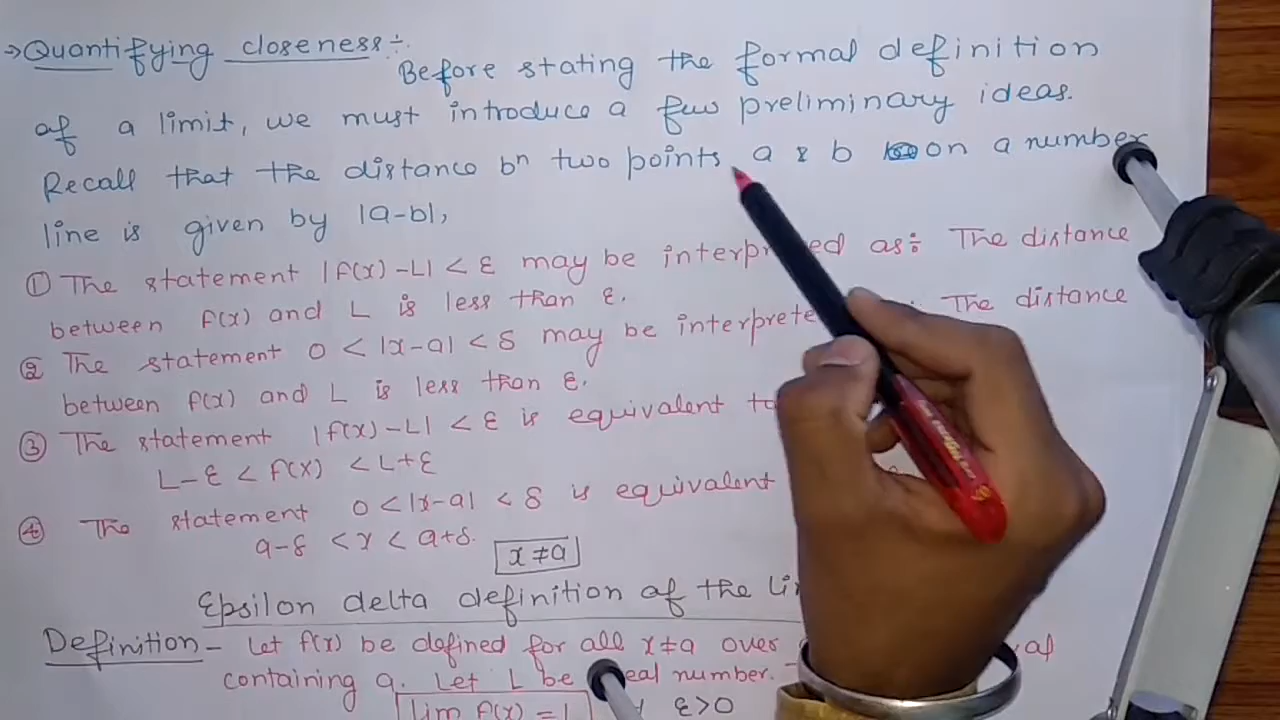 → Quantifying closeness÷. Before stating the formal definition
of a limit, we must introduce a few preliminary ideas.
Recall that the distance bⁿ two points a & b on a number
line is given by |a-b|,
① The statement |f(x)-L| < ε may be interpreted as÷ The distance
between f(x) and L is less than ε.
② The statement 0 < |x-a| < δ may be interprete The distance
between f(x) and L is less than ε.
③ The statement |f(x)-L| < ε is equivalent to
L-ε < f(x) < L+ε
④ The statement 0 < |x-a| < δ is equivalent
a-δ < x < a+δ. x≠a
Epsilon delta definition of the
Definition- Let f(x) be defined for all x≠a over
containing a. Let L be real number.
lim f(x) = L ε>0